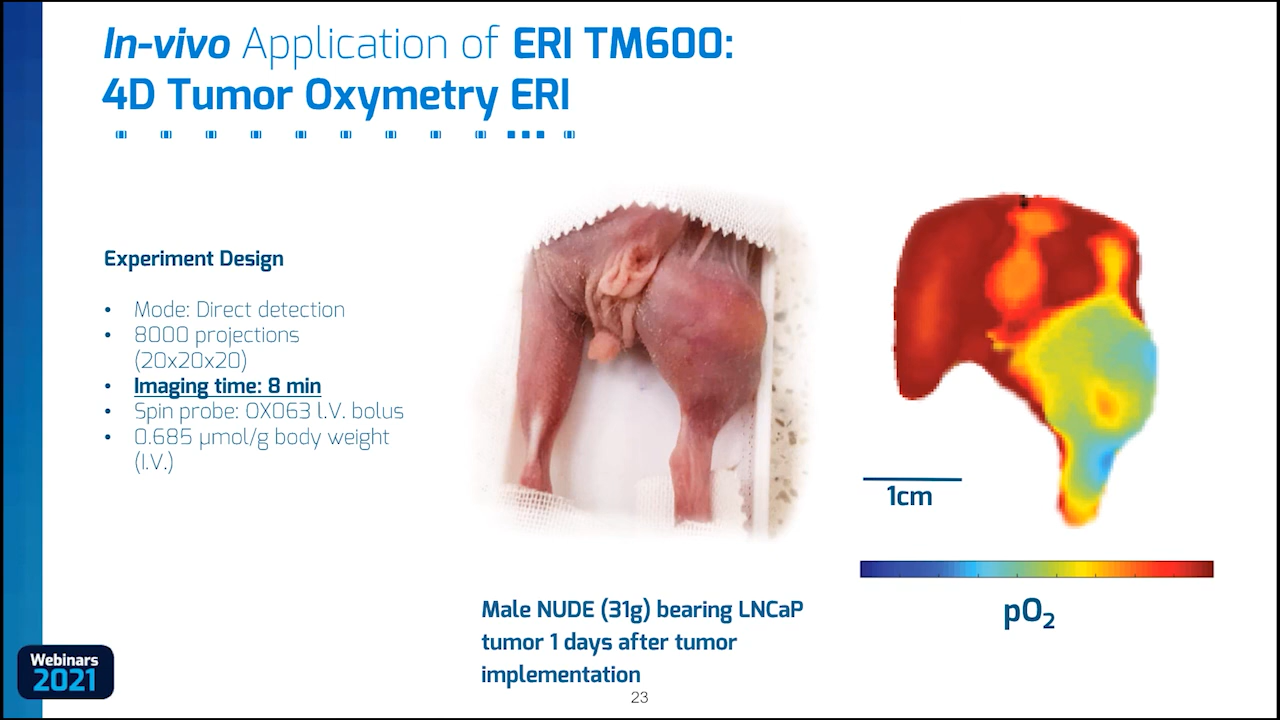 In-vivo Application of ERI TM600:
4D Tumor Oxymetry ERI
Experiment Design
• Mode: Direct detection
• 8000 projections
(20x20x20)
• Imaging time: 8 min
• Spin probe: OX063 I.V. bolus
• 0.685 µmol/g body weight
(I.V.)
1cm
pO₂
Male NUDE (31g) bearing LNCaP
tumor 1 days after tumor
implementation
Webinars
2021
23